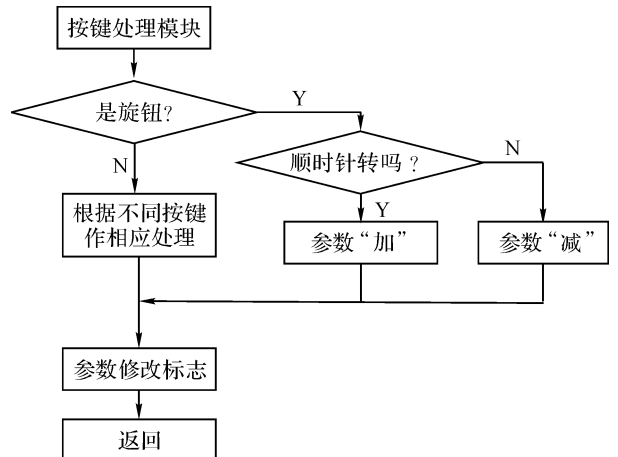 按键处理模块
是旋钮?
Y
N
顺时针转吗?
N
Y
根据不同按键
作相应处理
参数“加”
参数“减”
参数修改标志
返回